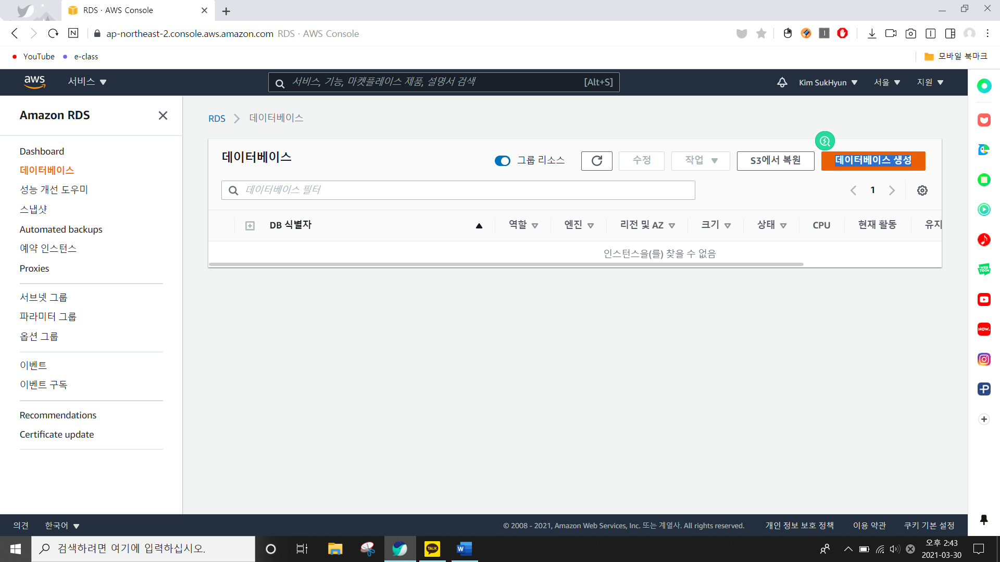 RDS · AWS Console
ap-northeast-2.console.aws.amazon.com RDS · AWS Console
YouTube e-class 모바일 북마크
aws 서비스 서비스, 기능, 마켓플레이스 제품, 설명서 검색 [Alt+S] Kim SukHyun 서울 지원
Amazon RDS
Dashboard
데이터베이스
성능 개선 도우미
스냅샷
Automated backups
예약 인스턴스
Proxies
서브넷 그룹
파라미터 그룹
옵션 그룹
이벤트
이벤트 구독
Recommendations
Certificate update
RDS 데이터베이스
데이터베이스 그룹 리소스 수정 작업 S3에서 복원 데이터베이스 생성
데이터베이스 필터 1
DB 식별자 역할 엔진 리전 및 AZ 크기 상태 CPU 현재 활동 유지
인스턴스을(를) 찾을 수 없음
WEB
TOON
NOW.
의견 한국어 © 2008 - 2021, Amazon Web Services, Inc. 또는 계열사. All rights reserved. 개인 정보 보호 정책 이용 약관 쿠키 기본 설정
검색하려면 여기에 입력하십시오.
TALK
W
오후 2:43
2021-03-30